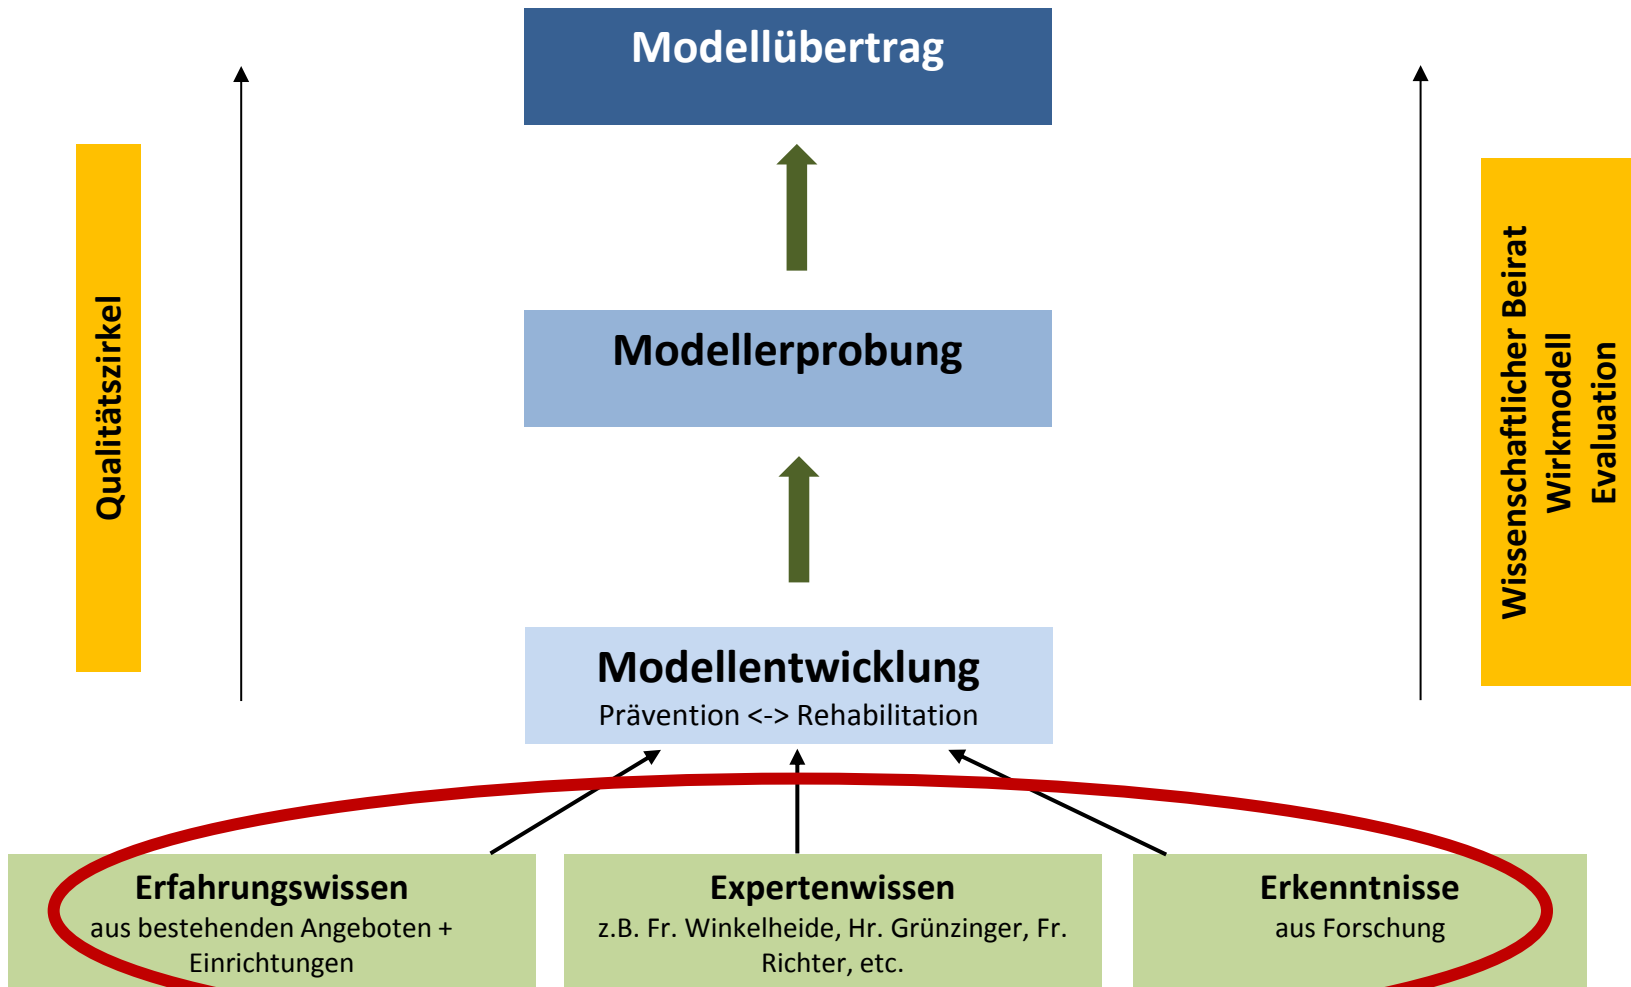 Modellübertrag
Qualitätszirkel
Wissenschaftlicher Beirat
Wirkmodell
Evaluation
Modellerprobung
Modellentwicklung
Prävention <-> Rehabilitation
Erfahrungswissen
aus bestehenden Angeboten +
Einrichtungen
Expertenwissen
z.B. Fr. Winkelheide, Hr. Grünzinger, Fr.
Richter, etc.
Erkenntnisse
aus Forschung